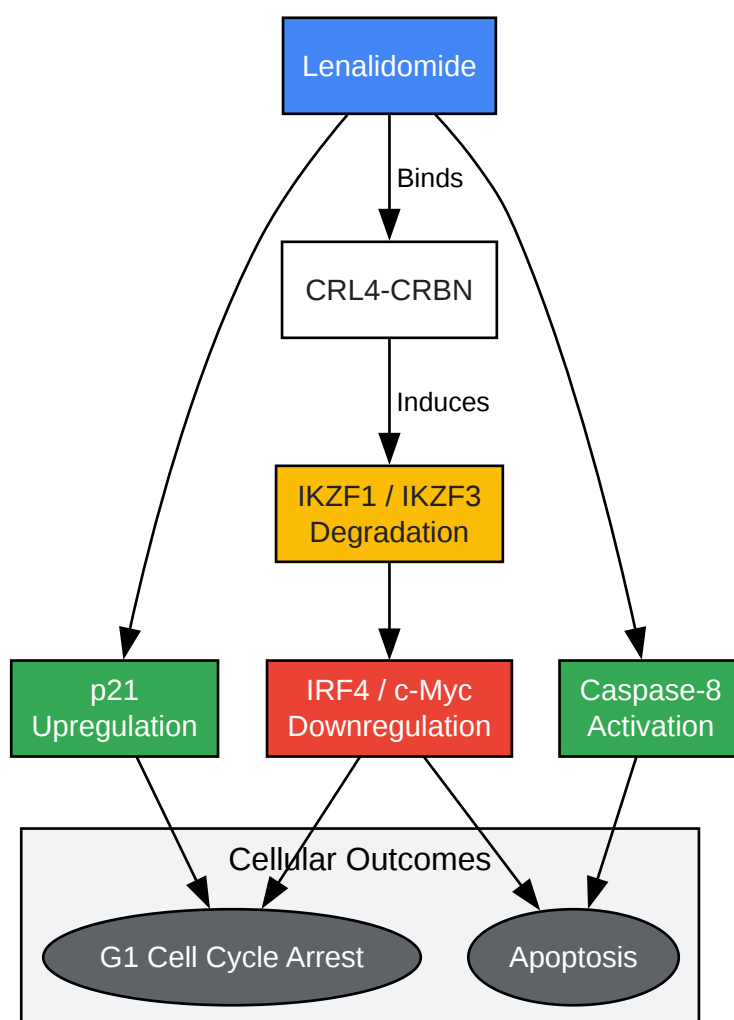 Lenalidomide
Binds
CRL4-CRBN
Induces
IKZF1 / IKZF3
Degradation
p21
Upregulation
IRF4 / c-Myc
Downregulation
Caspase-8
Activation
Cellular Outcomes
G1 Cell Cycle Arrest
Apoptosis